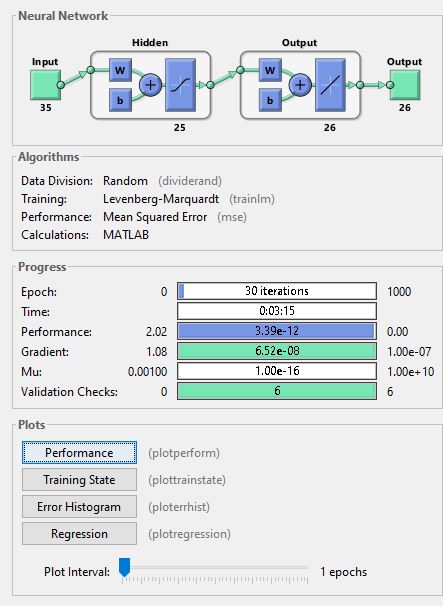 Neural Network
Hidden Output
Input W W Output
b + b +
35 26
25 26
Algorithms
Data Division: Random (dividerand)
Training: Levenberg-Marquardt (trainlm)
Performance: Mean Squared Error (mse)
Calculations: MATLAB
Progress
Epoch: 0 30 iterations 1000
Time: 0:03:15
Performance: 2.02 3.39e-12 0.00
Gradient: 1.08 6.52e-08 1.00e-07
Mu: 0.00100 1.00e-16 1.00e+10
Validation Checks: 0 6 6
Plots
Performance (plotperform)
Training State (plottrainstate)
Error Histogram (ploterrhist)
Regression (plotregression)
Plot Interval: 1 epochs